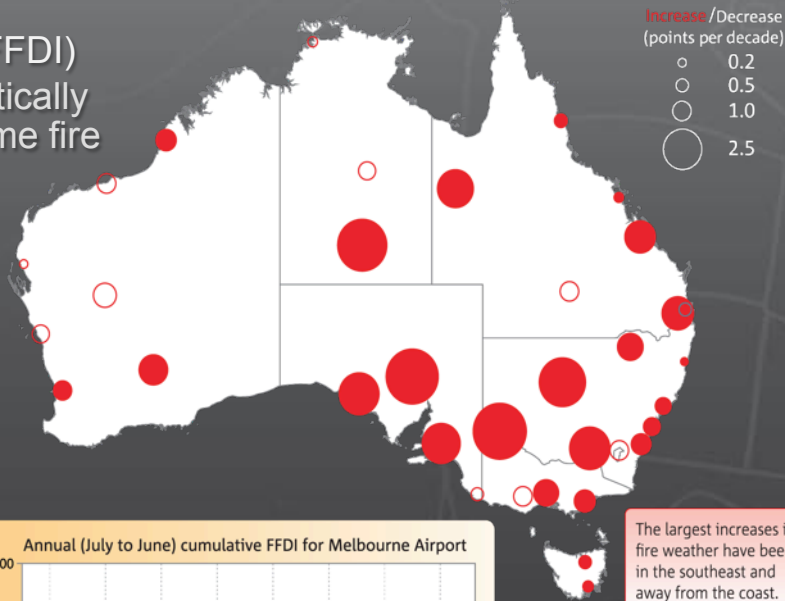 FFDI)
tically
me fire
Increase/Decrease
(points per decade)
0.2
0.5
1.0
2.5
Annual (July to June) cumulative FFDI for Melbourne Airport
00
The largest increases i
fire weather have bee
in the southeast and
away from the coast.